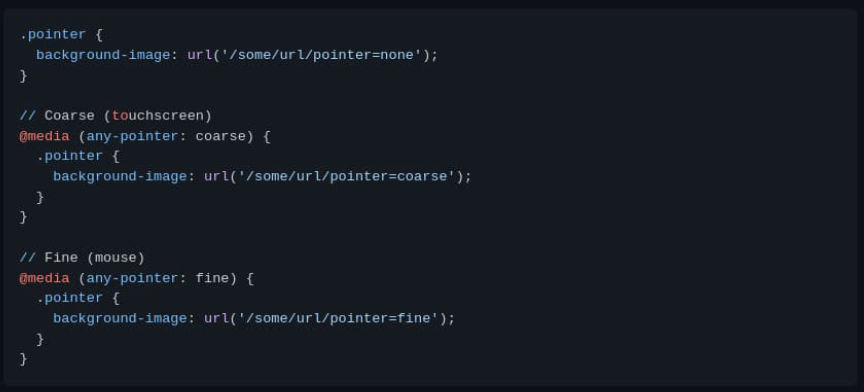 .pointer {
  background-image: url('/some/url/pointer=none');
}

// Coarse (touchscreen)
@media (any-pointer: coarse) {
  .pointer {
    background-image: url('/some/url/pointer=coarse');
  }
}

// Fine (mouse)
@media (any-pointer: fine) {
  .pointer {
    background-image: url('/some/url/pointer=fine');
  }
}